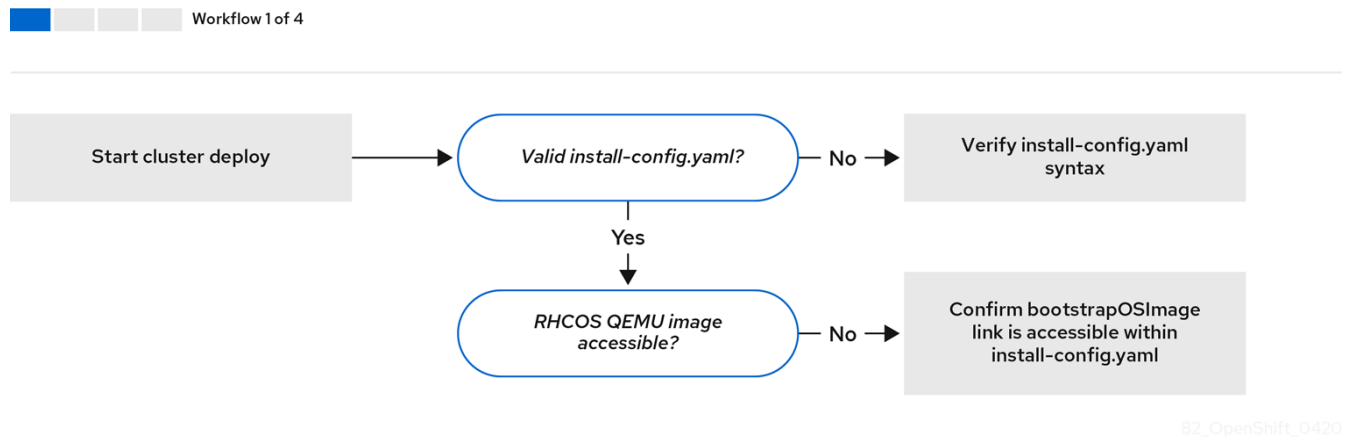 Workflow 1 of 4
Start cluster deploy
Valid install-config.yaml?
No
Verify install-config.yaml
syntax
Yes
RHCOS QEMU image
accessible?
No
Confirm bootstrapOSImage
link is accessible within
install-config.yaml
82_OpenShift_0420